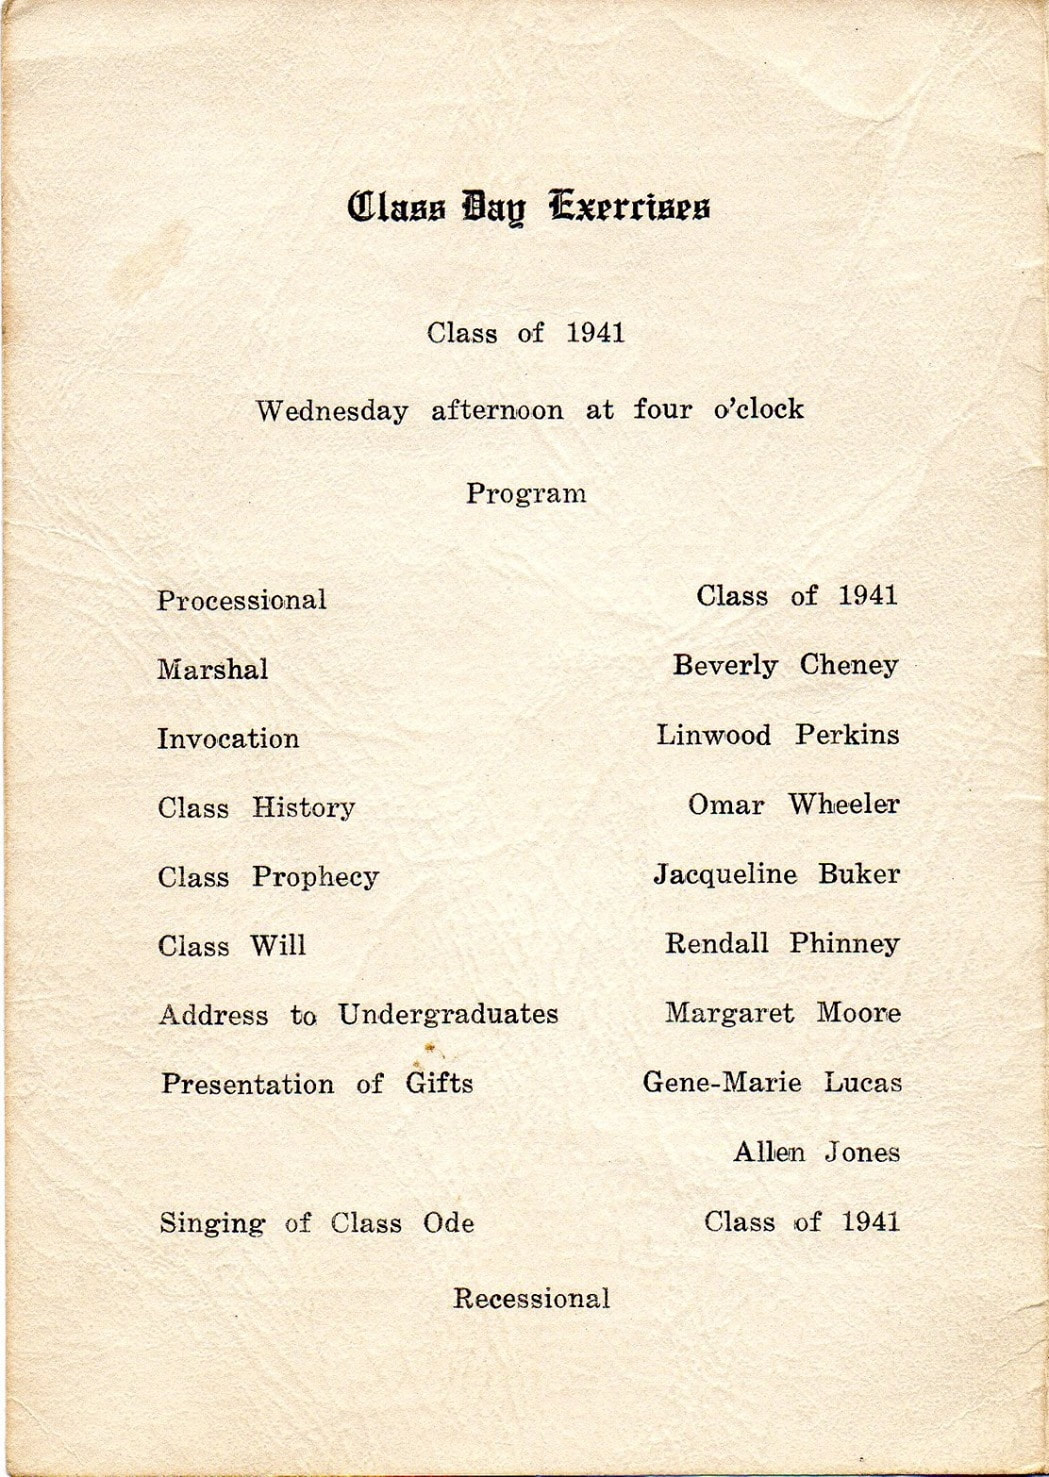 Class Day Exercises
Class of 1941
Wednesday afternoon at four o'clock
Program
Processional Class of 1941
Marshal Beverly Cheney
Invocation Linwood Perkins
Class History Omar Wheeler
Class Prophecy Jacqueline Buker
Class Will Rendall Phinney
Address to Undergraduates Margaret Moore
Presentation of Gifts Gene-Marie Lucas
Allen Jones
Singing of Class Ode Class of 1941
Recessional